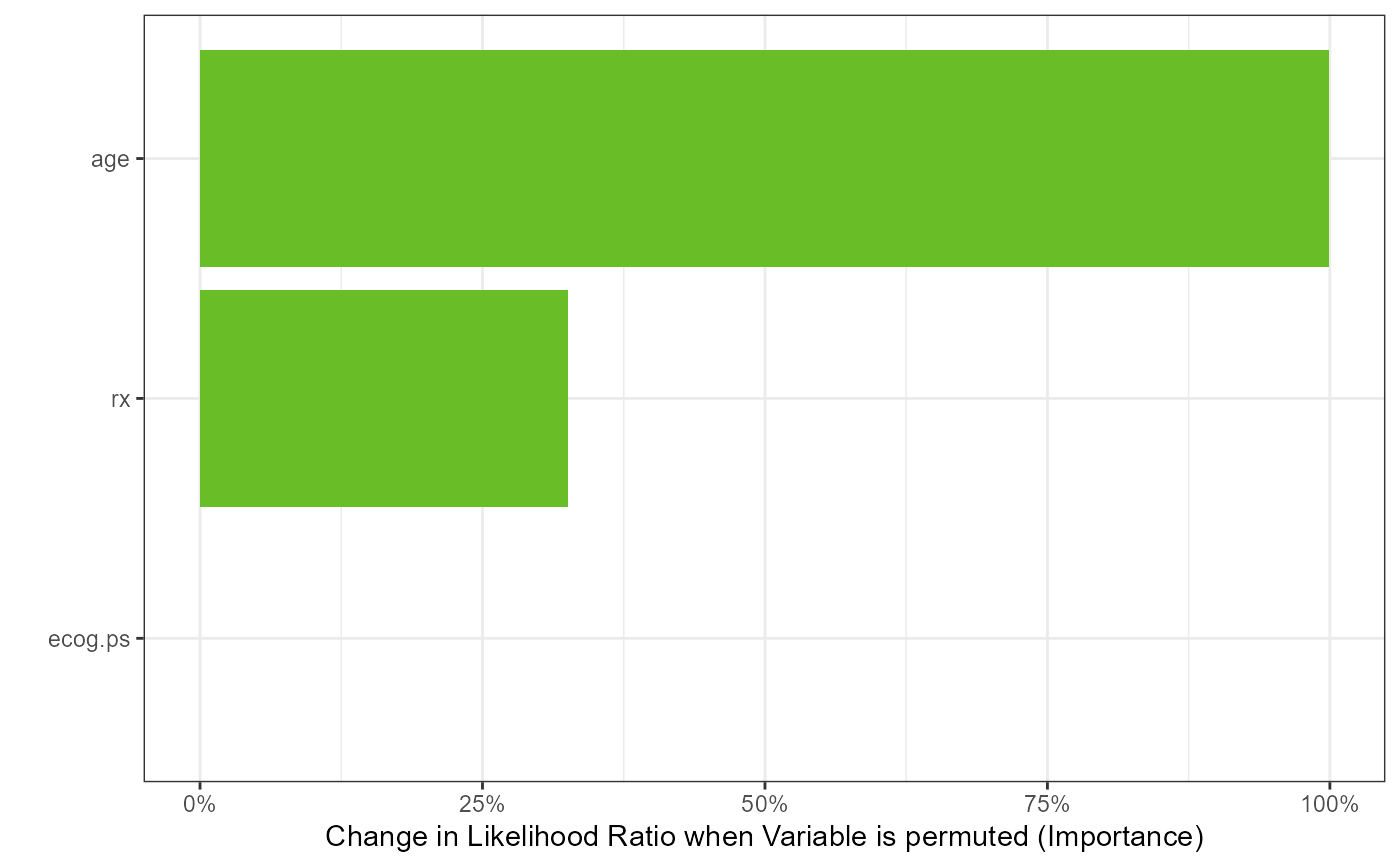 age
rx
ecog.ps
0%
25%
50%
75%
100%
Change in Likelihood Ratio when Variable is permuted (Importance)